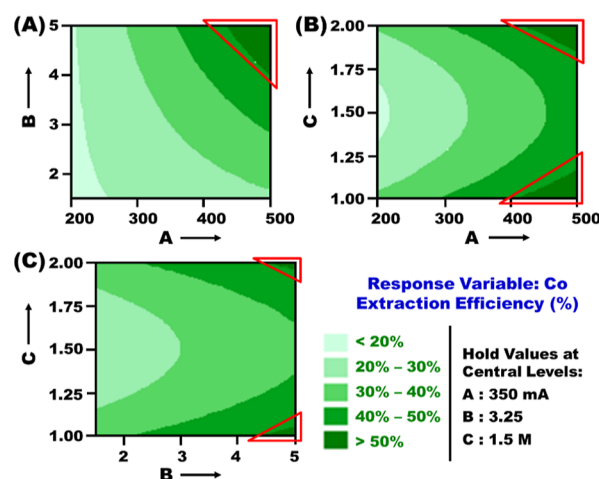 (A)
5
4
3
2
B →
200 300 400 500
A →
(B)
2.00
1.75
1.50
1.25
1.00
C →
200 300 400 500
A →
(C)
2.00
1.75
1.50
1.25
1.00
C →
2 3 4 5
B →
Response Variable: Co
Extraction Efficiency (%)
< 20%
20% – 30%
30% – 40%
40% – 50%
> 50%
Hold Values at
Central Levels:
A : 350 mA
B : 3.25
C : 1.5 M